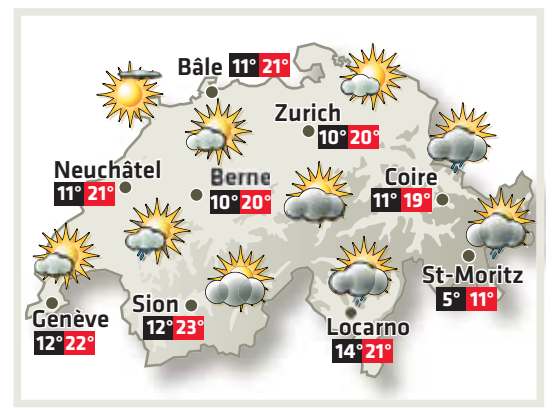 Bâle 11° 21°
Zurich
10° 20°
Neuchâtel
11° 21°
Berne
10° 20°
Coire
11° 19°
St-Moritz
5° 11°
Sion
12° 23°
Genève
12° 22°
Locarno
14° 21°